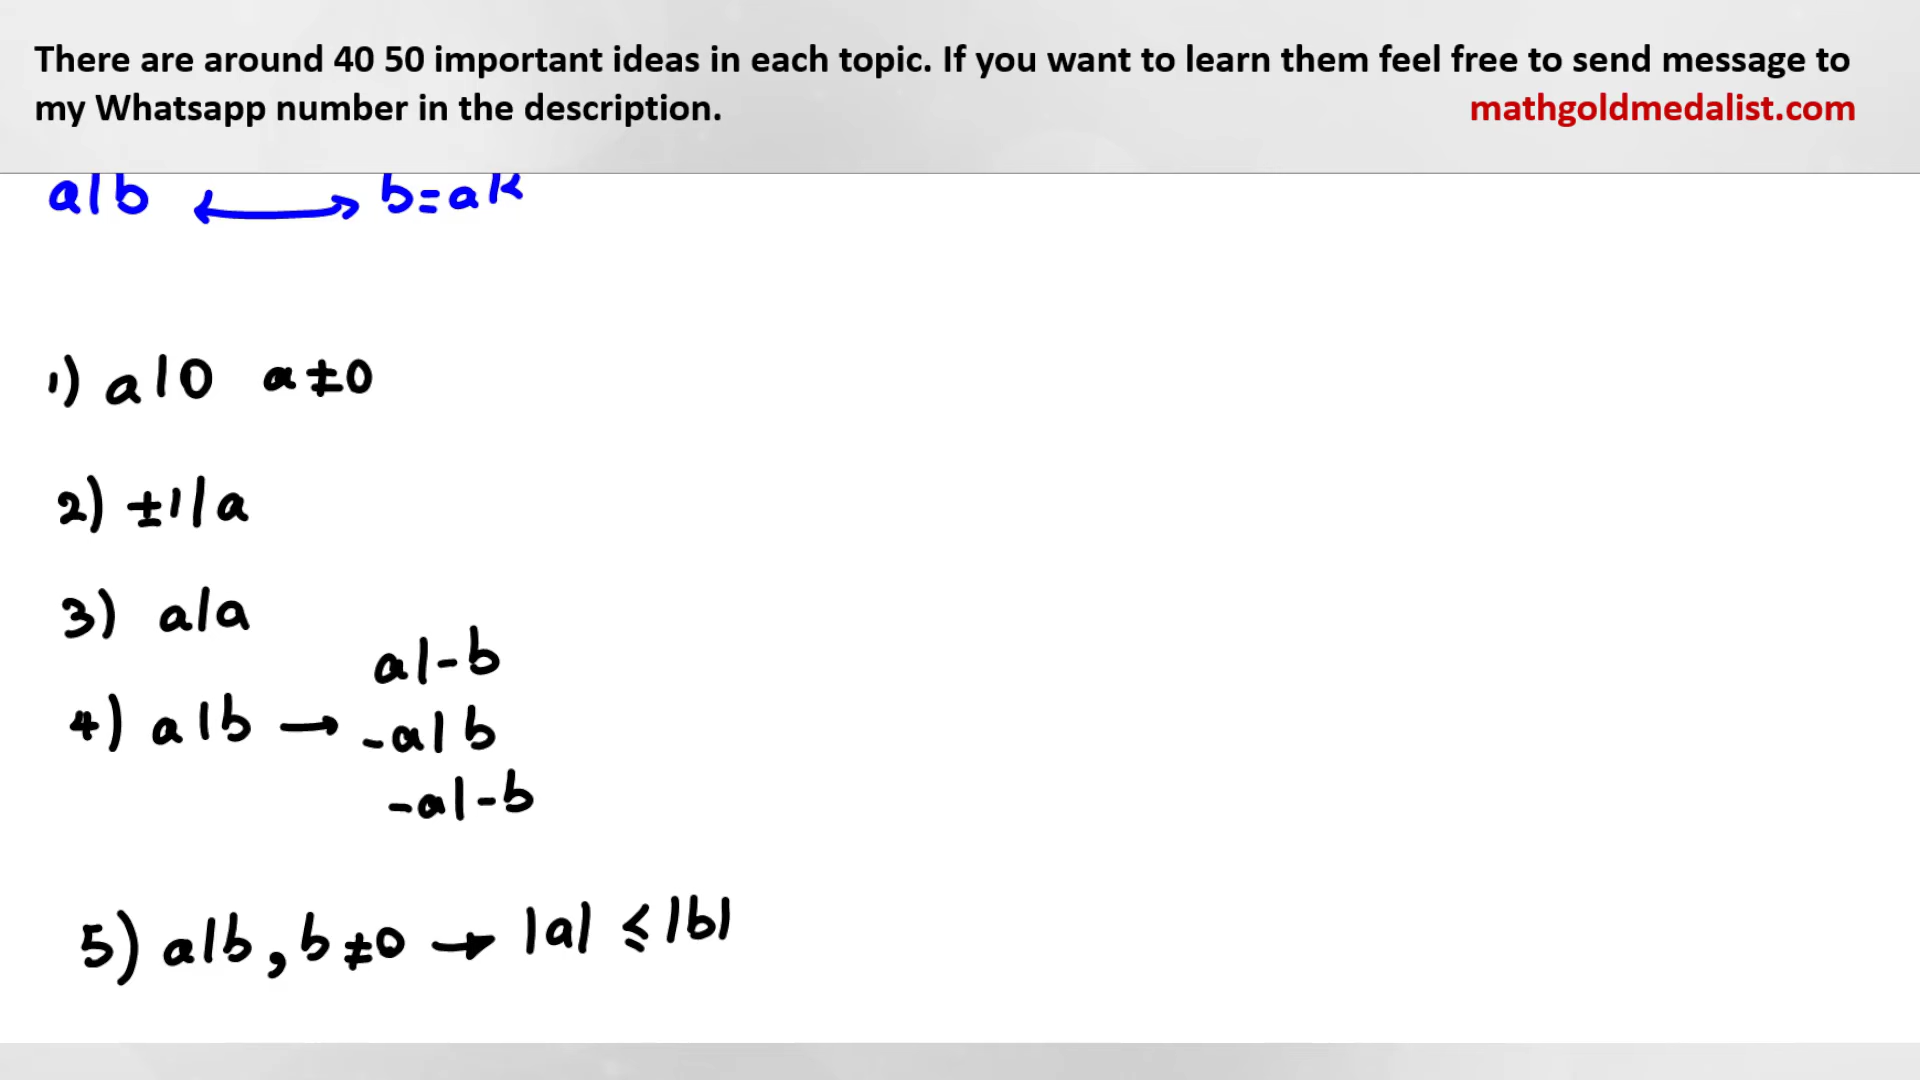 There are around 40 50 important ideas in each topic. If you want to learn them feel free to send message to
my Whatsapp number in the description. mathgoldmedalist.com
a|b ⟷ b=ak
1) a|0 a≠0
2) ±1|a
3) a|a
a|-b
4) a|b → -a|b
-a|-b
5) a|b, b≠0 → |a| ≤ |b|